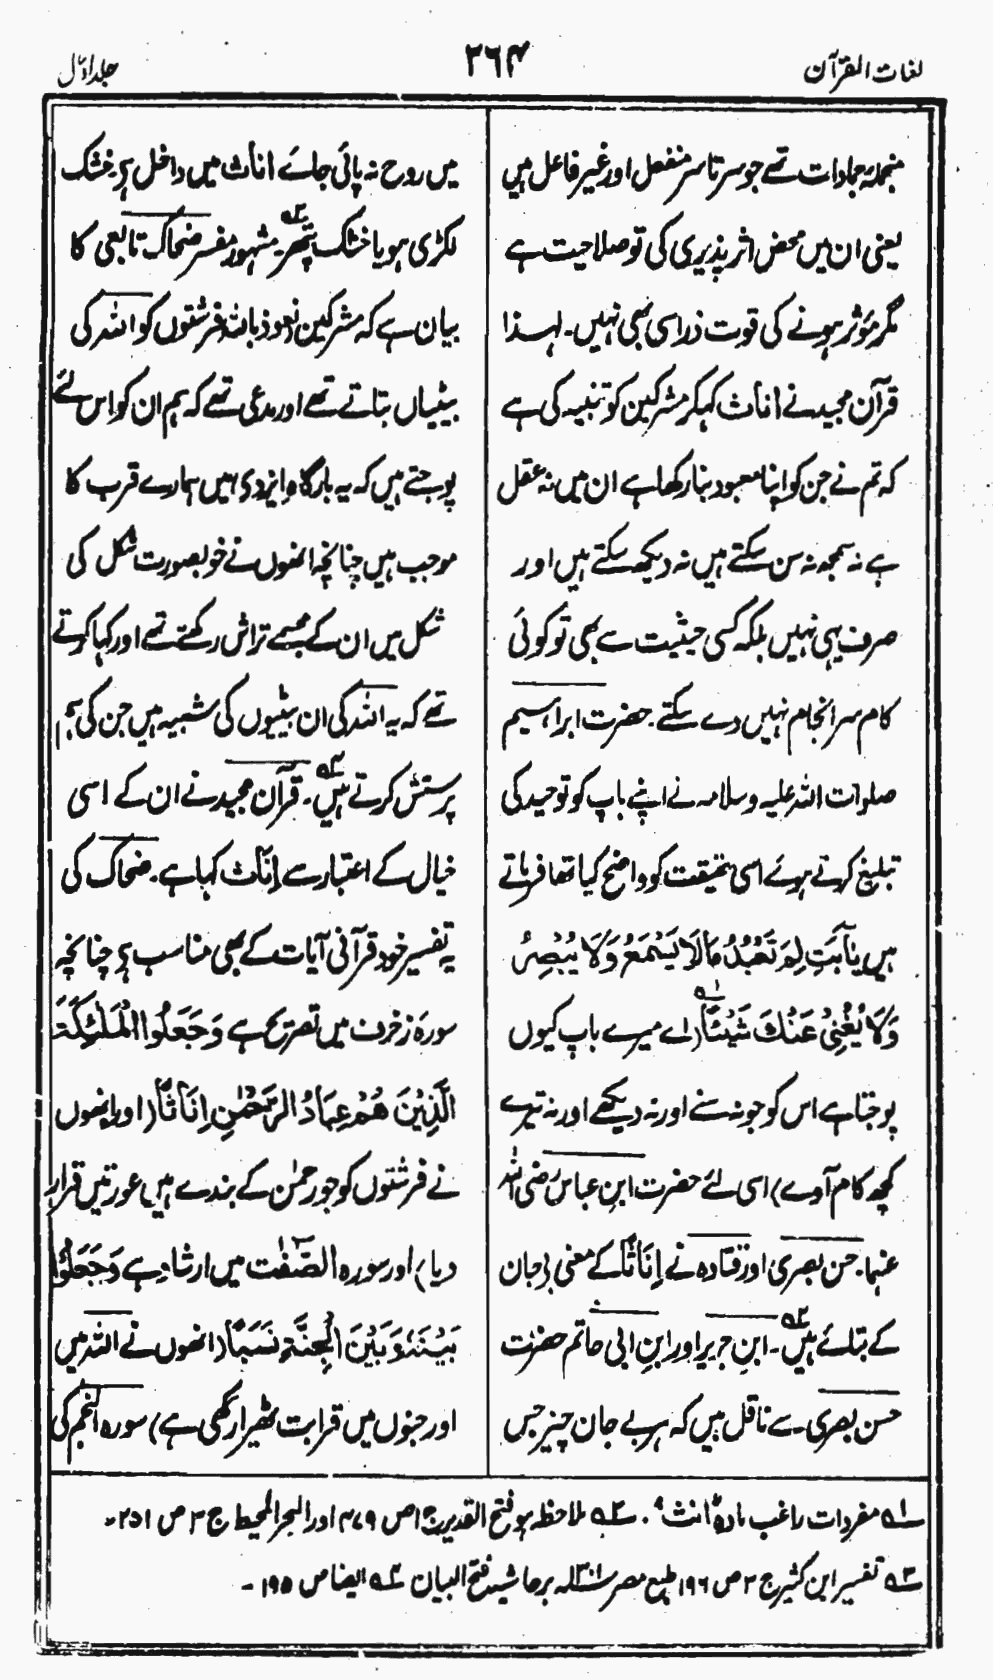 لغات القرآن
۲۶۴
جلد اوّل
منجملہ جمادات تھے جو سرتاسر منفعل اور غیر فاعل ہیں
یعنی ان میں محض اثر پذیری کی تو صلاحیت ہے
مگر مؤثر ہونے کی قوت ذرا سی بھی نہیں۔ لہذا
قرآن مجید نے اناث کہکر مشرکین کو تنبیہ کی ہے
کہ تم نے جن کو اپنا معبود بنا رکھا ہے ان میں نہ عقل
ہے نہ سمجھ نہ سن سکتے ہیں نہ دیکھ سکتے ہیں اور
صرف یہی نہیں بلکہ کسی حیثیت سے بھی تو کوئی
کام سرانجام نہیں دے سکتے۔ حضرت ابراہیم
صلوات اللہ علیہ وسلامہ نے اپنے باپ کو توحید کی
تبلیغ کرتے ہوئے اسی حقیقت کو واضح کیا تھا فرماتے
ہیں یٰۤاَبَتِ لِمَ تَعْبُدُ مَا لَا یَسْمَعُ وَلَا یُبْصِرُ
وَلَا یُغْنِیْ عَنْكَ شَیْئًا ۱ (اے میرے باپ کیوں
پوجتا ہے اس کو جو نہ سنے اور نہ دیکھے اور نہ تیرے
کچھ کام آوے) اسی لئے حضرت ابن عباس رضی اللہ
عنہما۔ حسن بصری اور قتادہ نے اِنَاثًا کے معنی بے جان
کے بتلائے ہیں ۲۔ ابن جریر اور ابن ابی حاتم حضرت
حسن بصری سے ناقل ہیں کہ ہر بے جان چیز جس
میں روح نہ پائی جائے اناث میں داخل ہے خشک
لکڑی ہو یا خشک پتھر ۳۔ مشہور مفسر ضحاک تابعی کا
بیان ہے کہ مشرکین (نعوذ باللہ) فرشتوں کو اللہ کی
بیٹیاں بتاتے تھے اور مدعی تھے کہ ہم ان کو اس لئے
پوجتے ہیں کہ یہ بارگاہ ایزدی میں ہمارے قرب کا
موجب ہیں چنانچہ انھوں نے خوبصورت شکل کی
شکل میں ان کے مجسمے تراش رکھے تھے اور کہا کرتے
تھے کہ یہ اللہ کی ان بیٹیوں کی شبیہ ہیں جن کی ہم
پرستش کرتے ہیں ۴۔ قرآن مجید نے ان کے اسی
خیال کے اعتبار سے اِنَاث کہا ہے۔ ضحاک کی
یہ تفسیر خود قرآنی آیات کے بھی مناسب ہے چنانچہ
سورہ زخرف میں تصریح ہے وَجَعَلُوا الْمَلٰٓئِكَةَ
الَّذِیْنَ هُمْ عِبَادُ الرَّحْمٰنِ اِنَاثًا (اور انھوں
نے فرشتوں کو جو رحمٰن کے بندے ہیں عورتیں قرار
دیا) اور سورہ الصّٰفّٰت میں ارشاد ہے وَجَعَلُوْا
بَیْنَهٗ وَبَیْنَ الْجِنَّةِ نَسَبًا (انھوں نے اللہ میں
اور جنوں میں قرابت ٹھیرا رکھی ہے) سورہ النجم کی
۱ مفردات راغب مادہ "انث"۔ ۲ ملاحظہ ہو فتح القدیر ج ۱ ص ۴۷۹ اور البحر المحیط ج ۳ ص ۳۵۱۔
۳ تفسیر ابن کثیر ج ۳ ص ۱۹۶ طبع مصر ۱۳۰۱ھ بر حاشیہ فتح البیان ۴ ایضا ص ۱۹۵۔